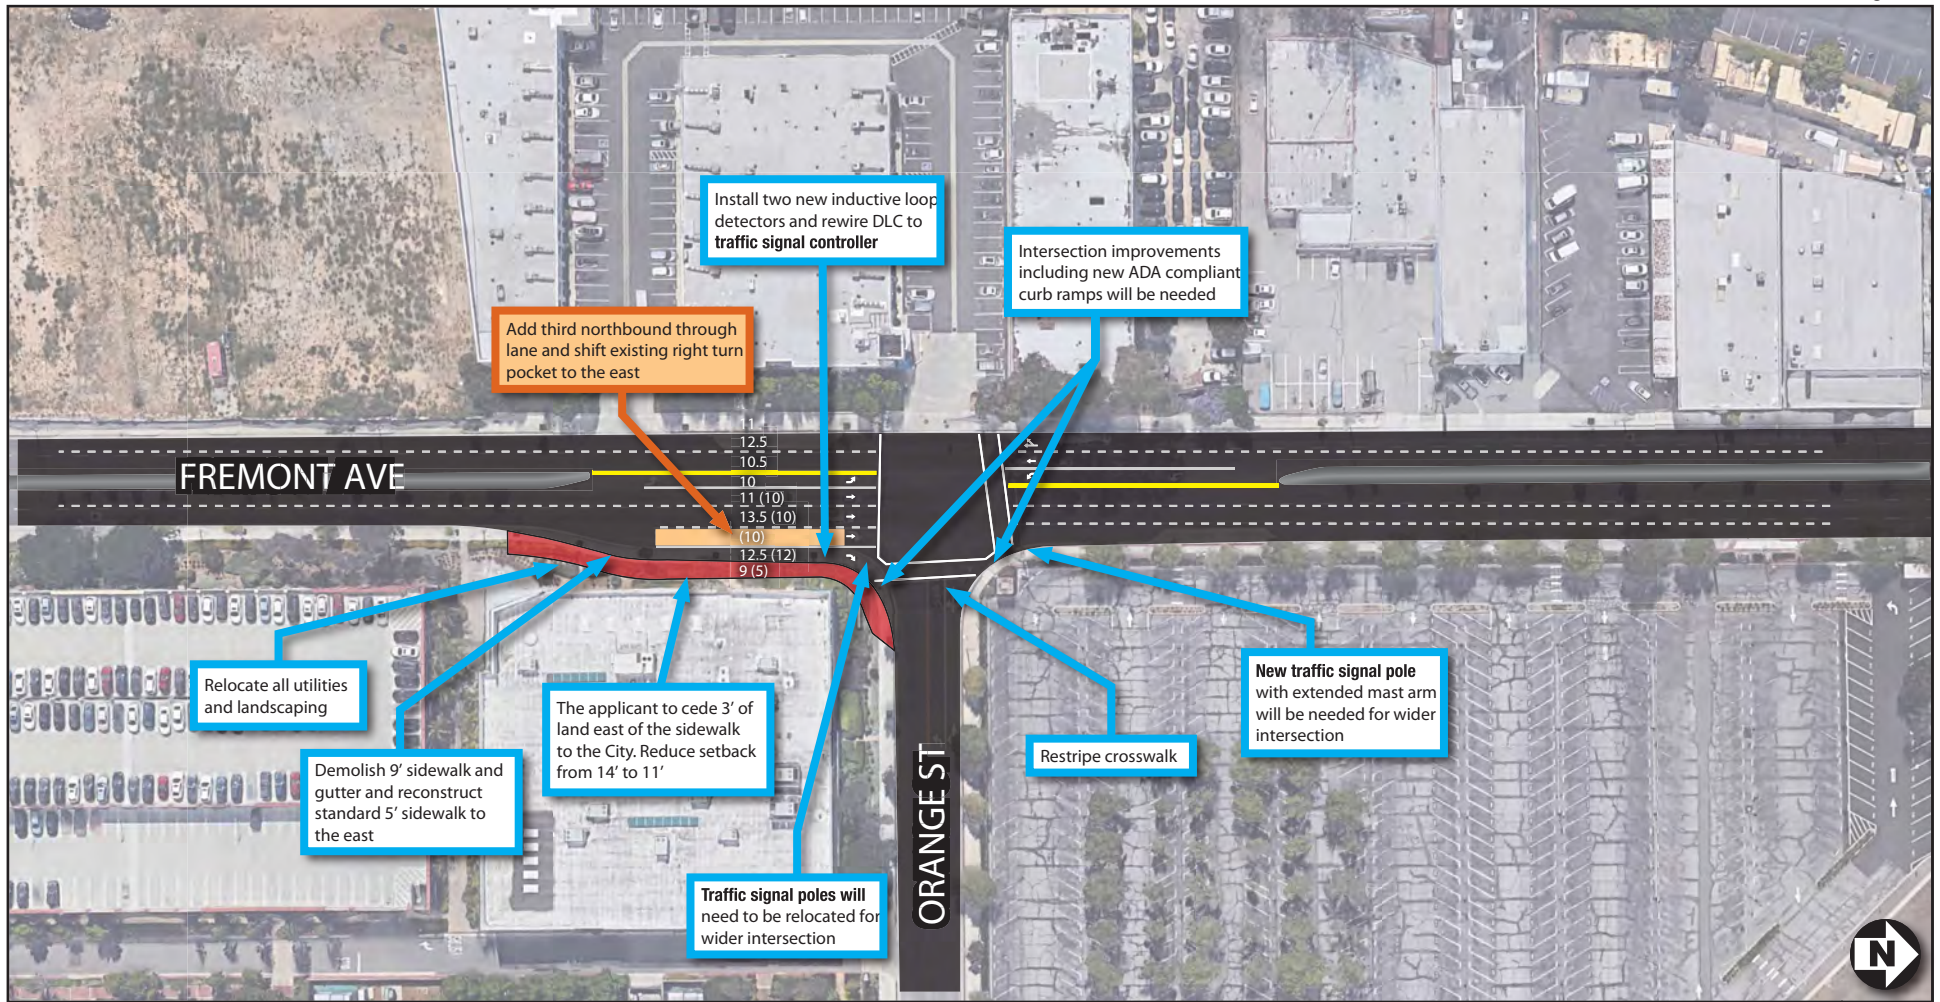 Install two new inductive loop
detectors and rewire DLC to
traffic signal controller
Intersection improvements
including new ADA compliant
curb ramps will be needed
Add third northbound through
lane and shift existing right turn
pocket to the east
11
12.5
10.5
10
11 (10)
13.5 (10)
(10)
12.5 (12)
9 (5)
FREMONT AVE
Relocate all utilities
and landscaping
Demolish 9’ sidewalk and
gutter and reconstruct
standard 5’ sidewalk to
the east
The applicant to cede 3’ of
land east of the sidewalk
to the City. Reduce setback
from 14’ to 11’
Traffic signal poles will
need to be relocated for
wider intersection
ORANGE ST
Restripe crosswalk
New traffic signal pole
with extended mast arm
will be needed for wider
intersection
N